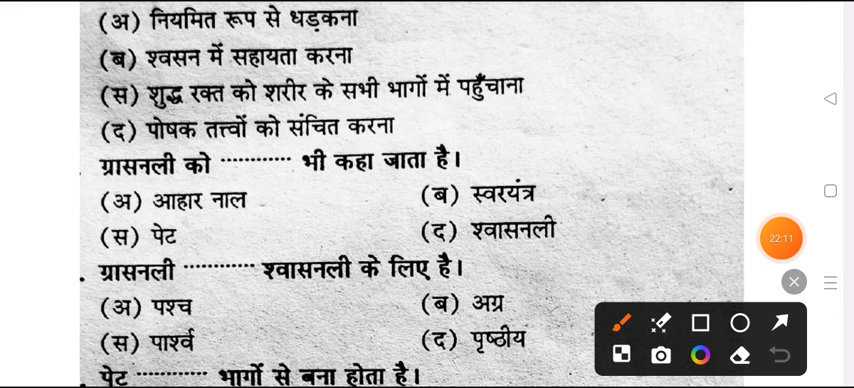 (अ) नियमित रूप से धड़कना
(ब) श्वसन में सहायता करना
(स) शुद्ध रक्त को शरीर के सभी भागों में पहुँचाना
(द) पोषक तत्त्वों को संचित करना
ग्रासनली को ············ भी कहा जाता है।
(अ) आहार नाल (ब) स्वरयंत्र
(स) पेट (द) श्वासनली
ग्रासनली ············ श्वासनली के लिए है।
(अ) पश्च (ब) अग्र
(स) पार्श्व (द) पृष्ठीय
पेट ············ भागों से बना होता है।
22:11